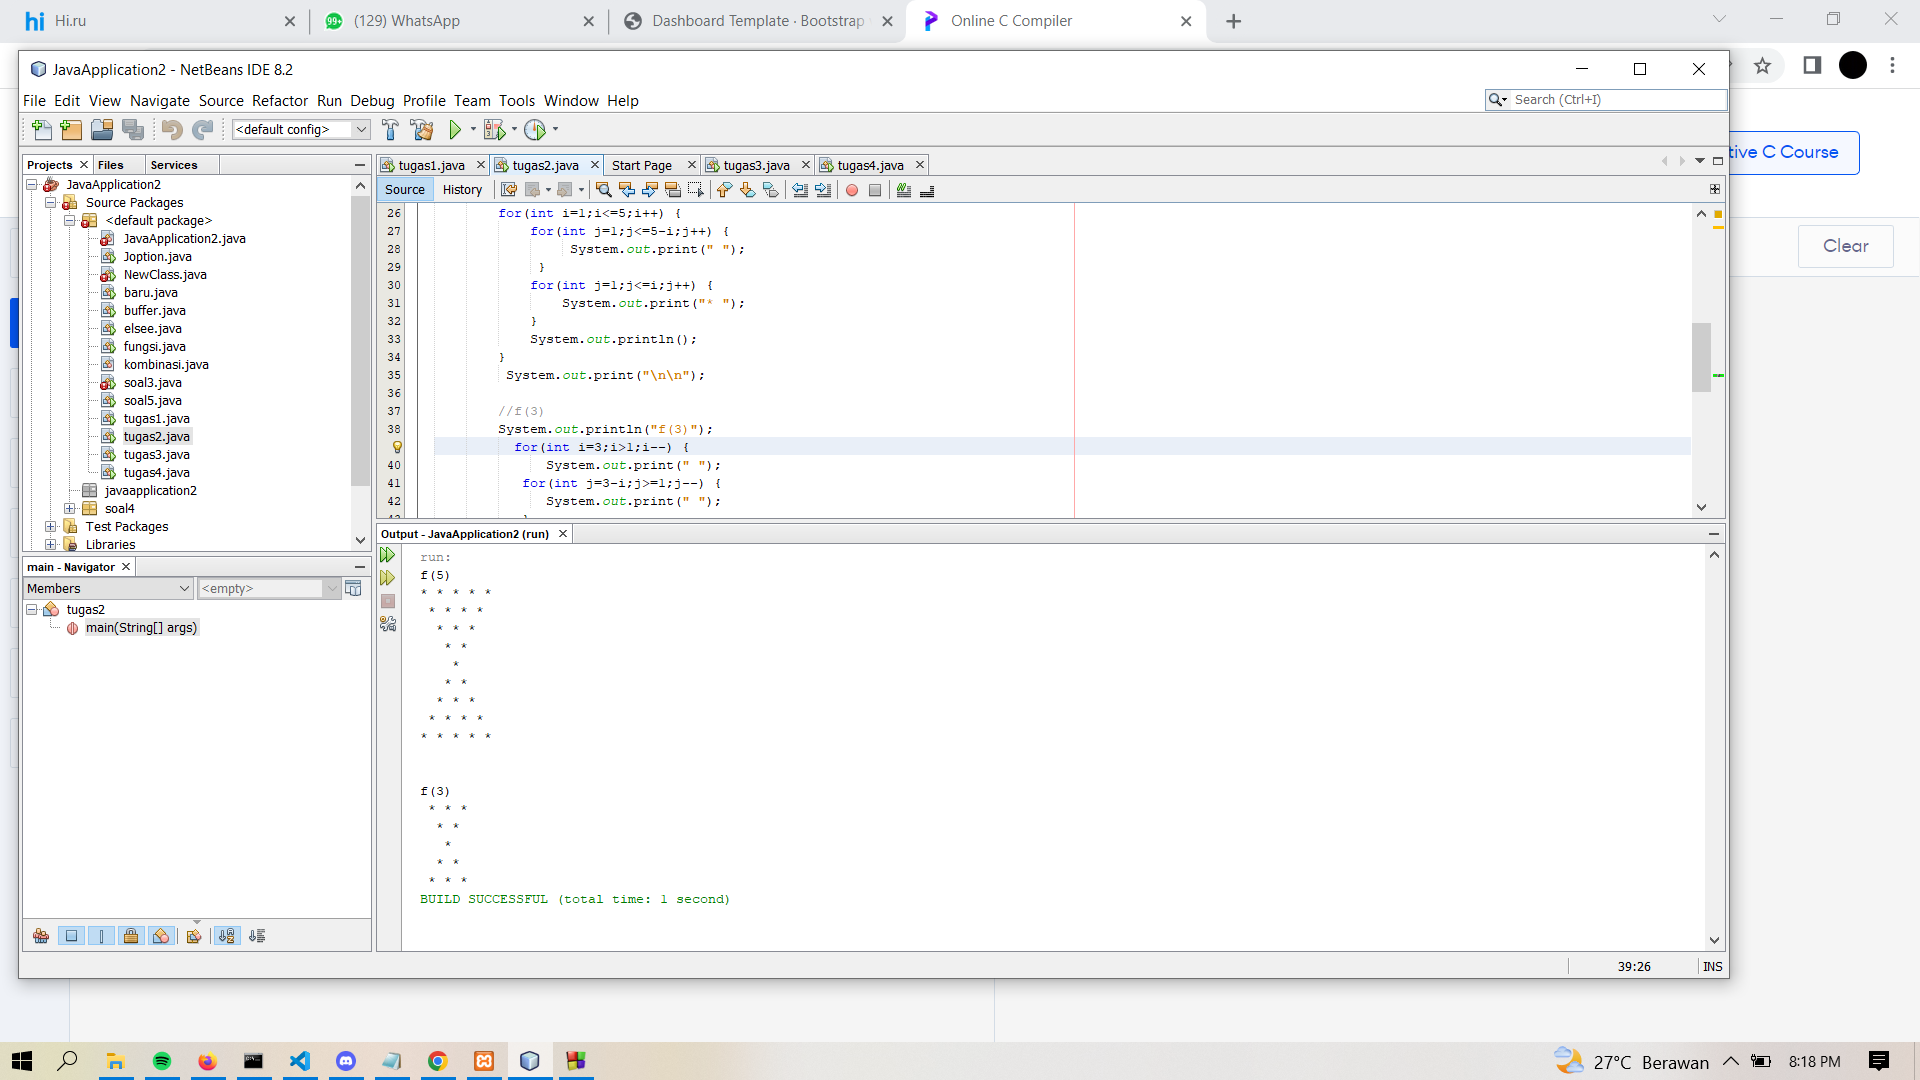 Hi.ru
(129) WhatsApp
Dashboard Template · Bootstrap
Online C Compiler
JavaApplication2 - NetBeans IDE 8.2
File Edit View Navigate Source Refactor Run Debug Profile Team Tools Window Help
Search (Ctrl+I)
<default config>
tive C Course
Clear
Projects
Files
Services
JavaApplication2
Source Packages
<default package>
JavaApplication2.java
Joption.java
NewClass.java
baru.java
buffer.java
elsee.java
fungsi.java
kombinasi.java
soal3.java
soal5.java
tugas1.java
tugas2.java
tugas3.java
tugas4.java
javaapplication2
soal4
Test Packages
Libraries
main - Navigator
Members
<empty>
tugas2
main(String[] args)
tugas1.java
tugas2.java
Start Page
tugas3.java
tugas4.java
Source
History
26 for(int i=1;i<=5;i++) {
27 for(int j=1;j<=5-i;j++) {
28 System.out.print(" ");
29 }
30 for(int j=1;j<=i;j++) {
31 System.out.print("* ");
32 }
33 System.out.println();
34 }
35 System.out.print("\n\n");
36
37 //f(3)
38 System.out.println("f(3)");
for(int i=3;i>1;i--) {
40 System.out.print(" ");
41 for(int j=3-i;j>=1;j--) {
42 System.out.print(" ");
Output - JavaApplication2 (run)
run:
f(5)
* * * * *
* * * *
* * *
* *
*
* *
* * *
* * * *
* * * * *
f(3)
* * *
* *
*
* *
* * *
BUILD SUCCESSFUL (total time: 1 second)
39:26
INS
27°C Berawan
8:18 PM